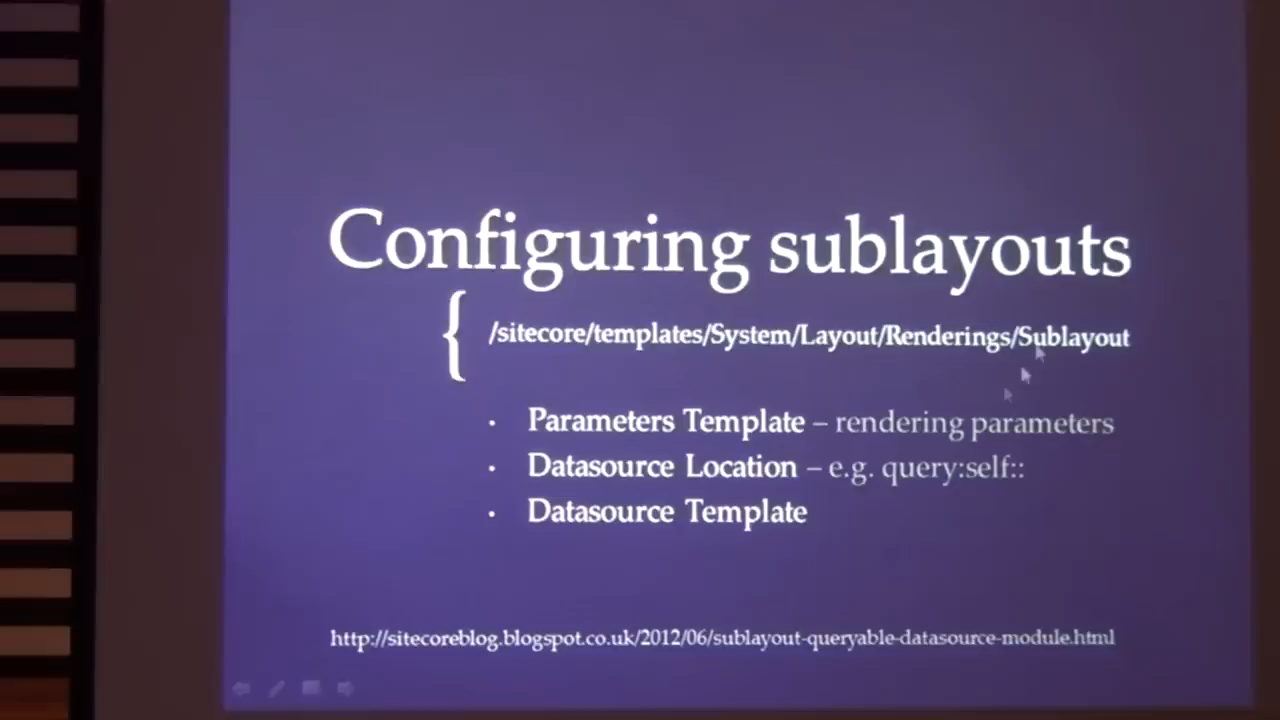 Configuring sublayouts
{ /sitecore/templates/System/Layout/Renderings/Sublayout
• Parameters Template – rendering parameters
• Datasource Location – e.g. query:self::
• Datasource Template
http://sitecoreblog.blogspot.co.uk/2012/06/sublayout-queryable-datasource-module.html